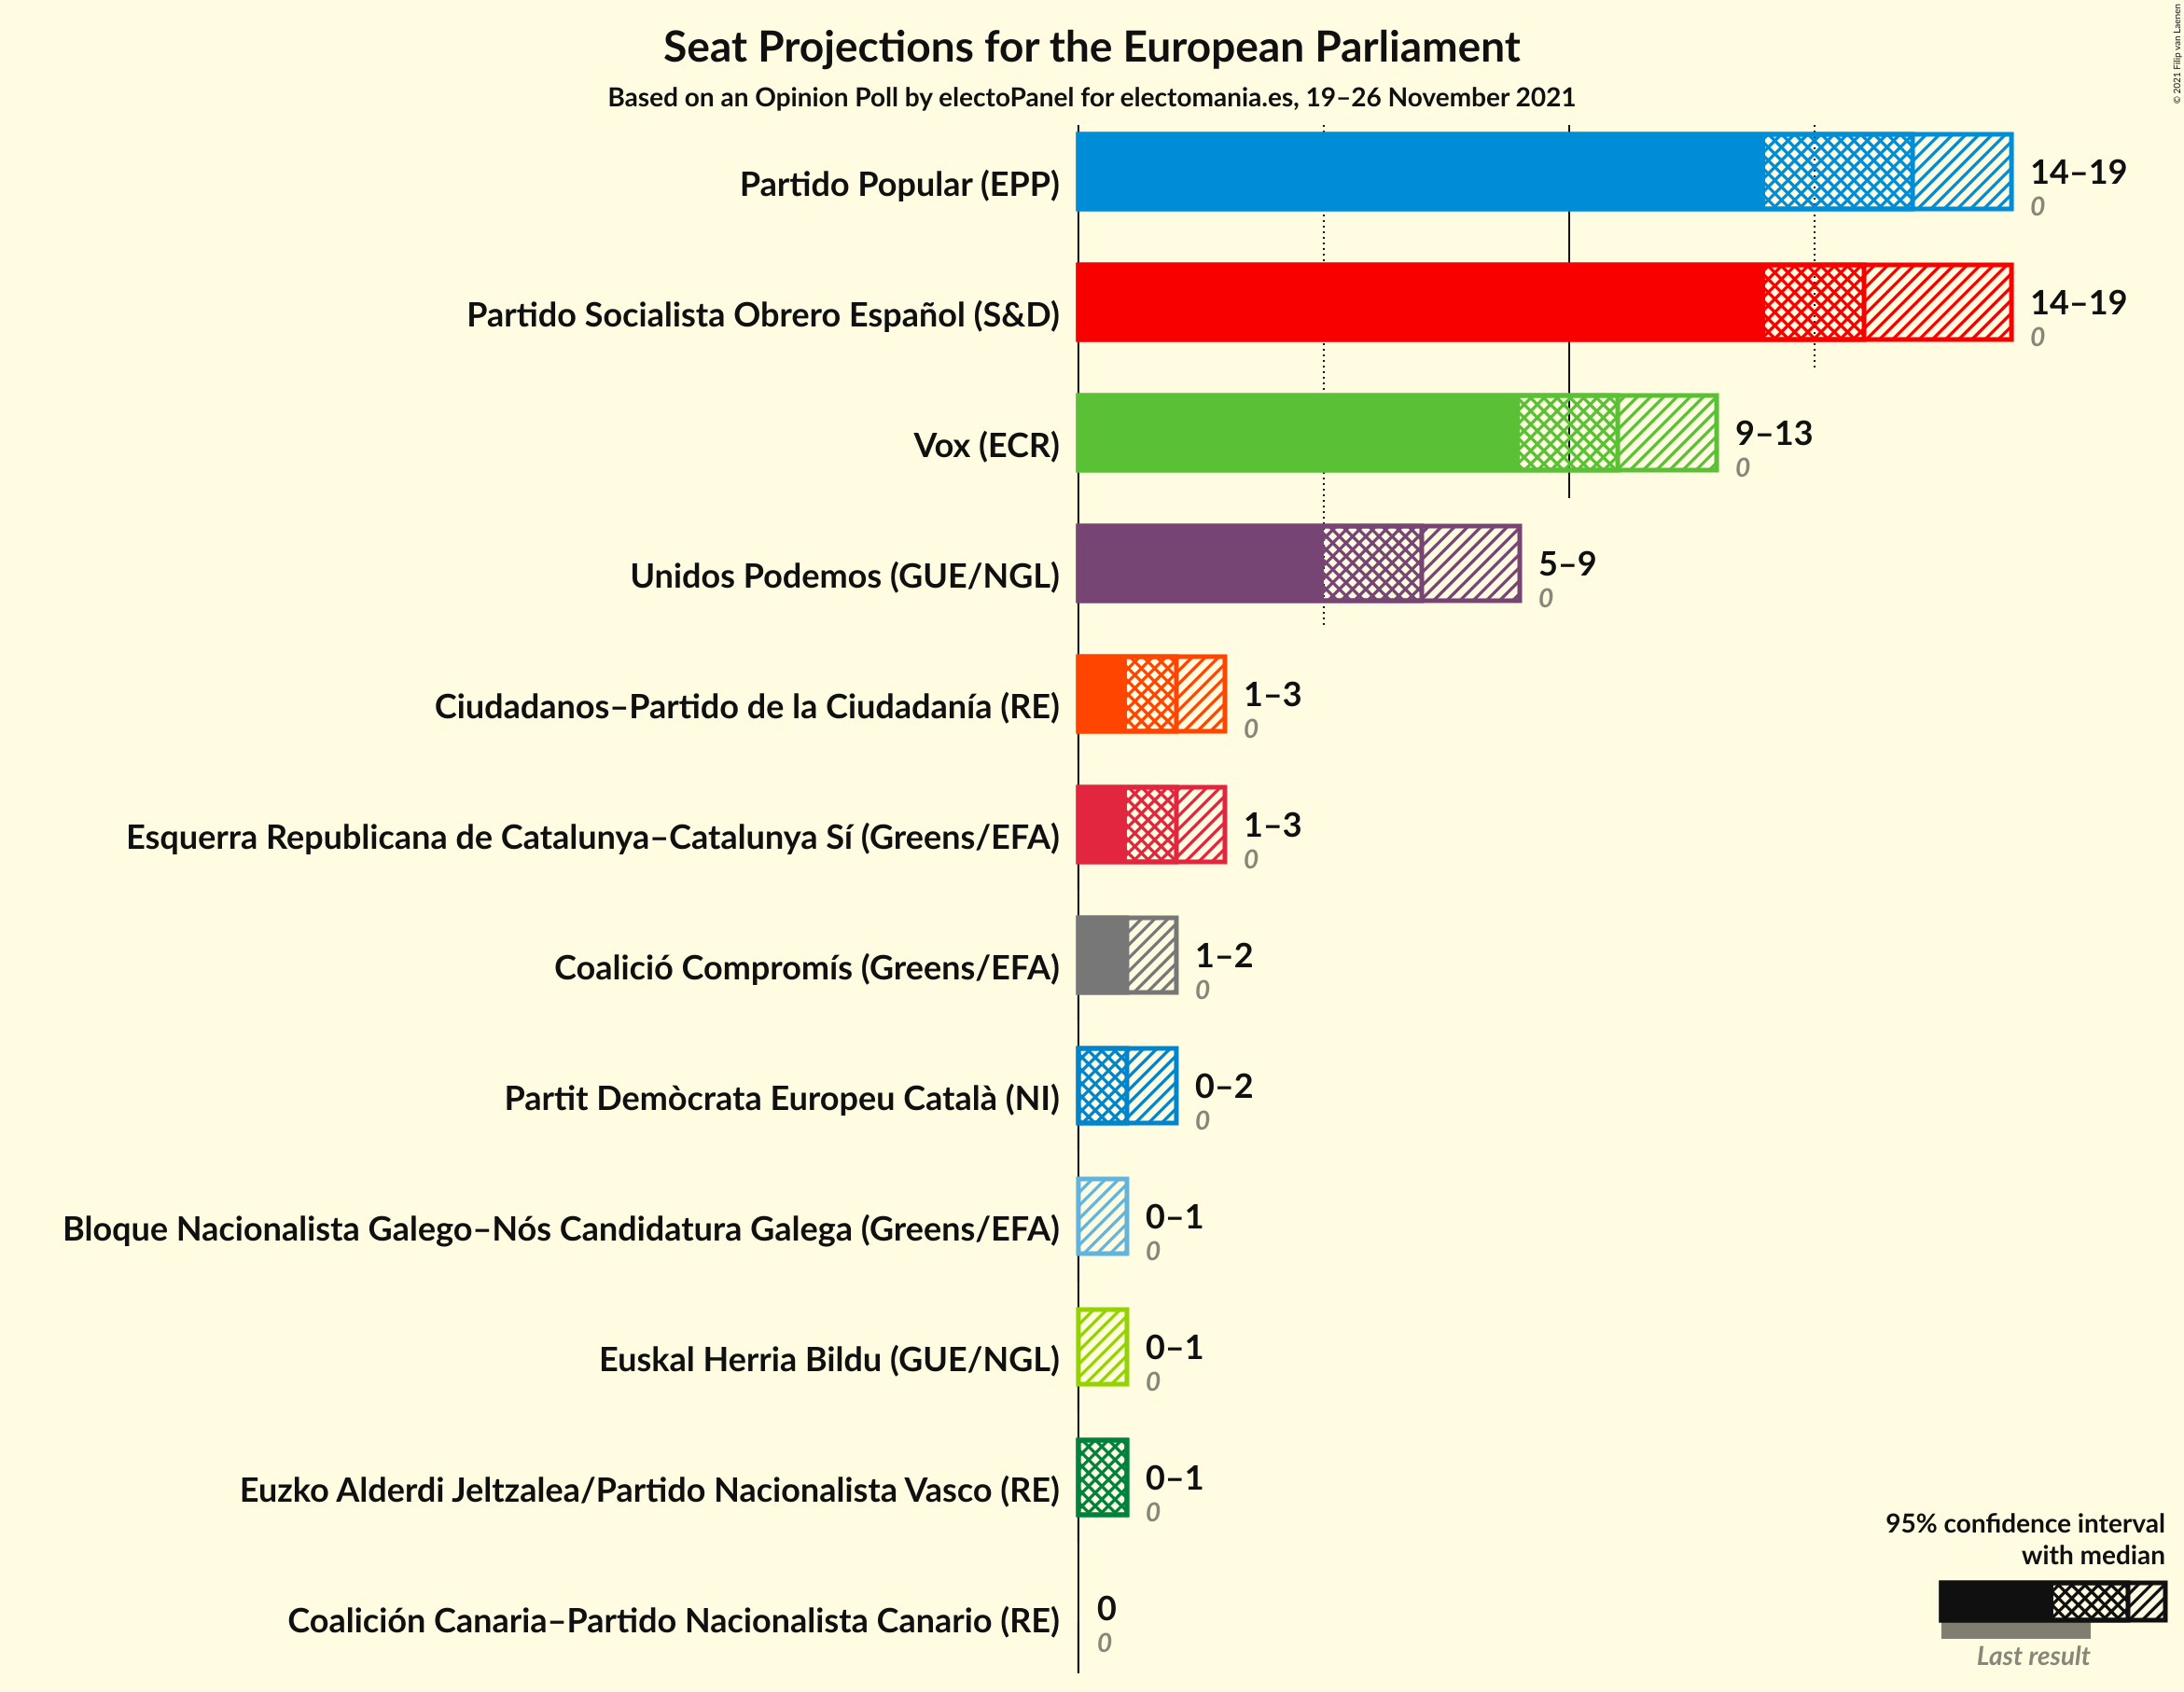 Seat Projections for the European Parliament
Based on an Opinion Poll by electoPanel for electomania.es, 19–26 November 2021
© 2021 Filip van Laenen
Partido Popular (EPP)
14–19
0
Partido Socialista Obrero Español (S&D)
14–19
0
Vox (ECR)
9–13
0
Unidos Podemos (GUE/NGL)
5–9
0
Ciudadanos–Partido de la Ciudadanía (RE)
1–3
0
Esquerra Republicana de Catalunya–Catalunya Sí (Greens/EFA)
1–3
0
Coalició Compromís (Greens/EFA)
1–2
0
Partit Demòcrata Europeu Català (NI)
0–2
0
Bloque Nacionalista Galego–Nós Candidatura Galega (Greens/EFA)
0–1
0
Euskal Herria Bildu (GUE/NGL)
0–1
0
Euzko Alderdi Jeltzalea/Partido Nacionalista Vasco (RE)
0–1
0
Coalición Canaria–Partido Nacionalista Canario (RE)
0
0
95% confidence interval
with median
Last result